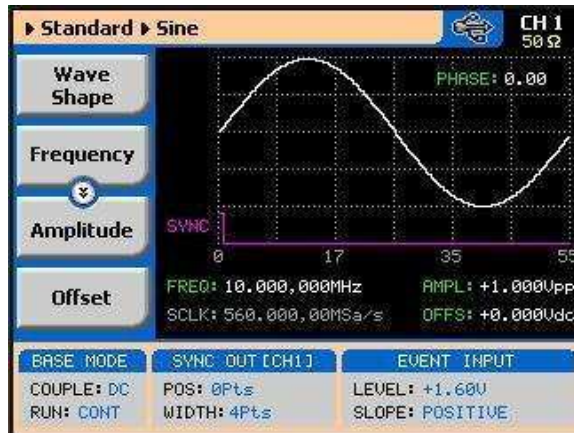 Standard Sine
CH 1
50 Ω
Wave Shape
Frequency
Amplitude
Offset
PHASE: 0.00
SYNC
0 17 35 55
FREQ: 10.000,000MHz AMPL: +1.000Vpp
SCLK: 560.000,00MSa/s OFFS: +0.000Vdc
BASE MODE
COUPLE: DC
RUN: CONT
SYNC OUT [CH1]
POS: 0Pts
WIDTH: 4Pts
EVENT INPUT
LEVEL: +1.60V
SLOPE: POSITIVE